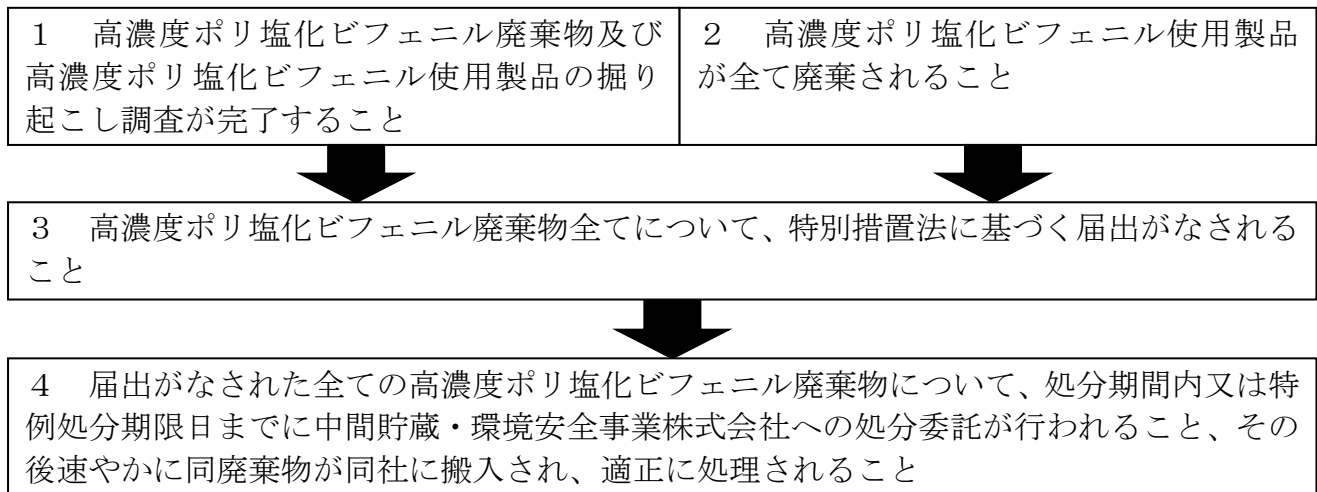 １　高濃度ポリ塩化ビフェニル廃棄物及び
高濃度ポリ塩化ビフェニル使用製品の掘り
起こし調査が完了すること
２　高濃度ポリ塩化ビフェニル使用製品
が全て廃棄されること
３　高濃度ポリ塩化ビフェニル廃棄物全てについて、特別措置法に基づく届出がなされる
こと
４　届出がなされた全ての高濃度ポリ塩化ビフェニル廃棄物について、処分期間内又は特
例処分期限日までに中間貯蔵・環境安全事業株式会社への処分委託が行われること、その
後速やかに同廃棄物が同社に搬入され、適正に処理されること